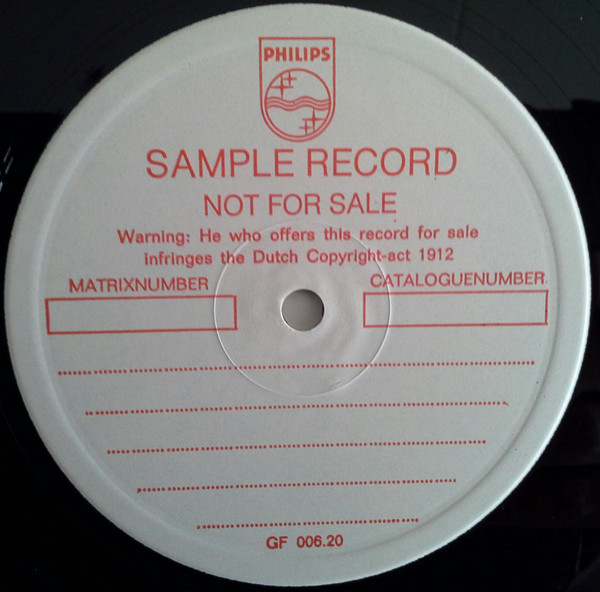 PHILIPS
SAMPLE RECORD
NOT FOR SALE
Warning: He who offers this record for sale
infringes the Dutch Copyright-act 1912
MATRIXNUMBER CATALOGUENUMBER
GF 006.20